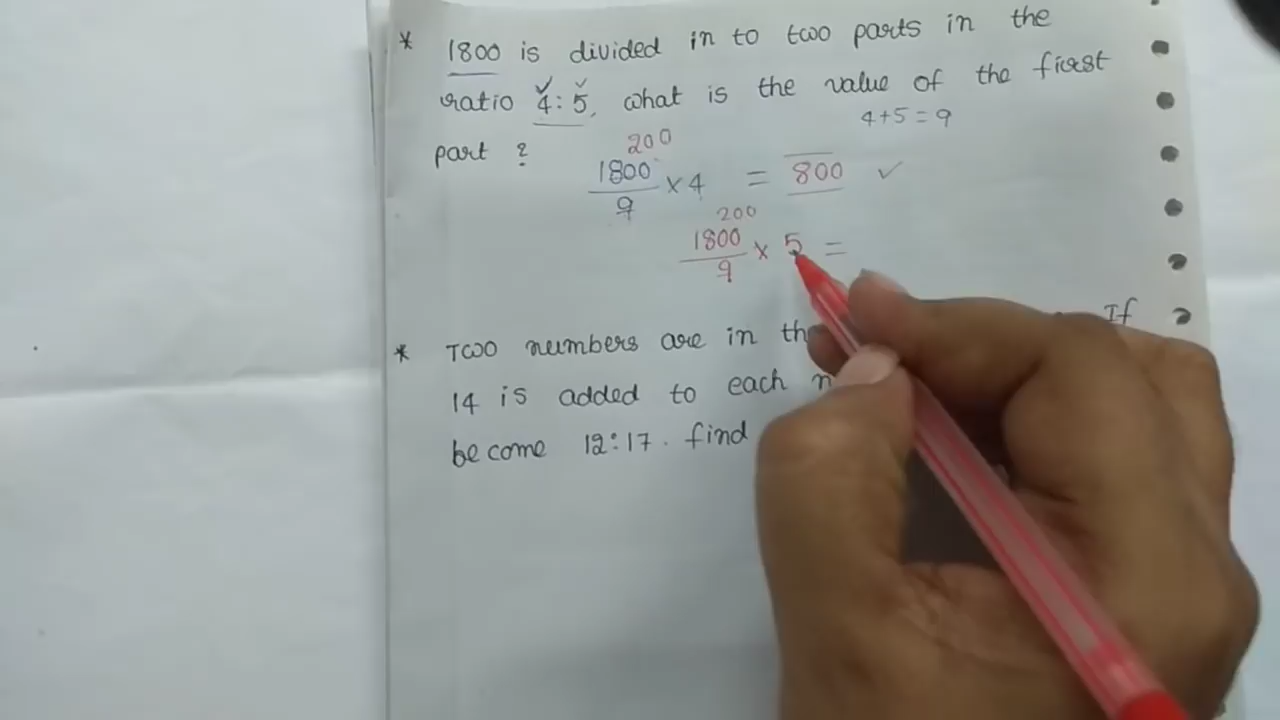 * 1800 is divided in to two parts in the
ratio 4:5, what is the value of the first
4+5=9
part ?
200
1800/9 × 4 = 800 ✓
200
1800/9 × 5 =
* Two numbers are in the If
14 is added to each
become 12:17. find